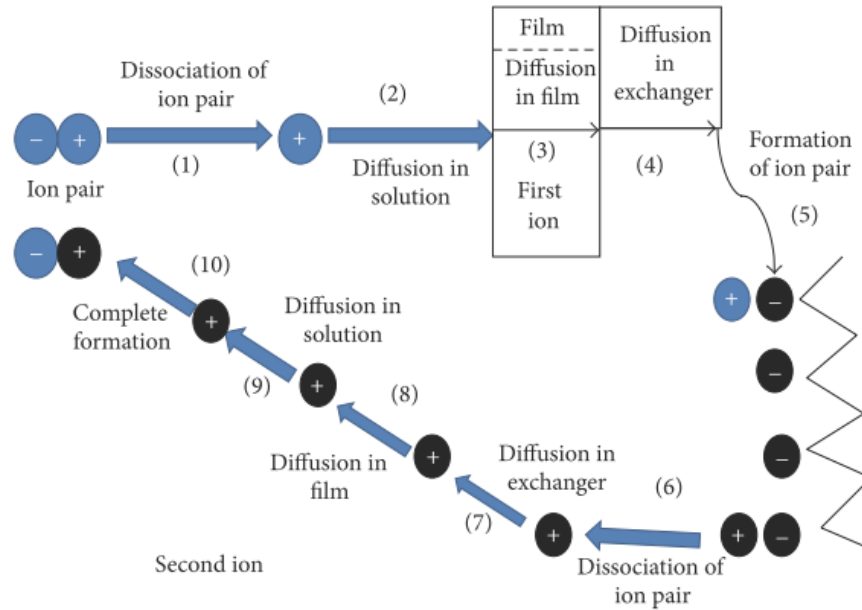 Dissociation of
ion pair
(1)
−
+
Ion pair
+
(2)
Diffusion in
solution
Film
Diffusion
in film
(3)
First
ion
Diffusion
in
exchanger
(4)
Formation
of ion pair
(5)
+
−
−
−
+
−
(6)
Dissociation of
ion pair
+
Diffusion in
exchanger
(7)
+
(8)
Diffusion in
film
+
Diffusion in
solution
(9)
+
(10)
Complete
formation
−
+
Second ion